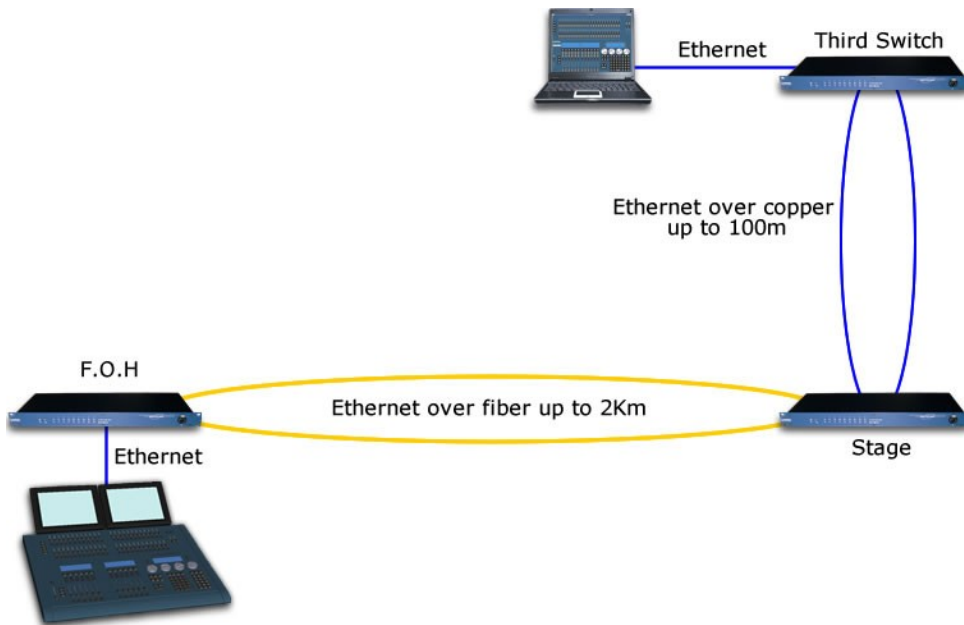 Ethernet
Third Switch
Ethernet over copper
up to 100m
F.O.H
Ethernet over fiber up to 2Km
Stage
Ethernet